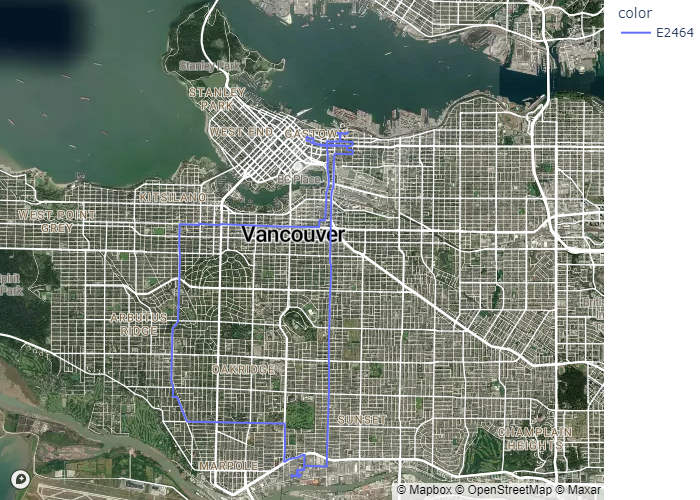 color
E2464
Stanley Park
STANLEY
PARK
WEST END
GASTOWN
BC Place
KITSILANO
WEST POINT
GREY
Vancouver
Spirit
Park
ARBUTUS
RIDGE
OAKRIDGE
SUNSET
CHAMPLAIN
HEIGHTS
MARPOLE
© Mapbox © OpenStreetMap © Maxar